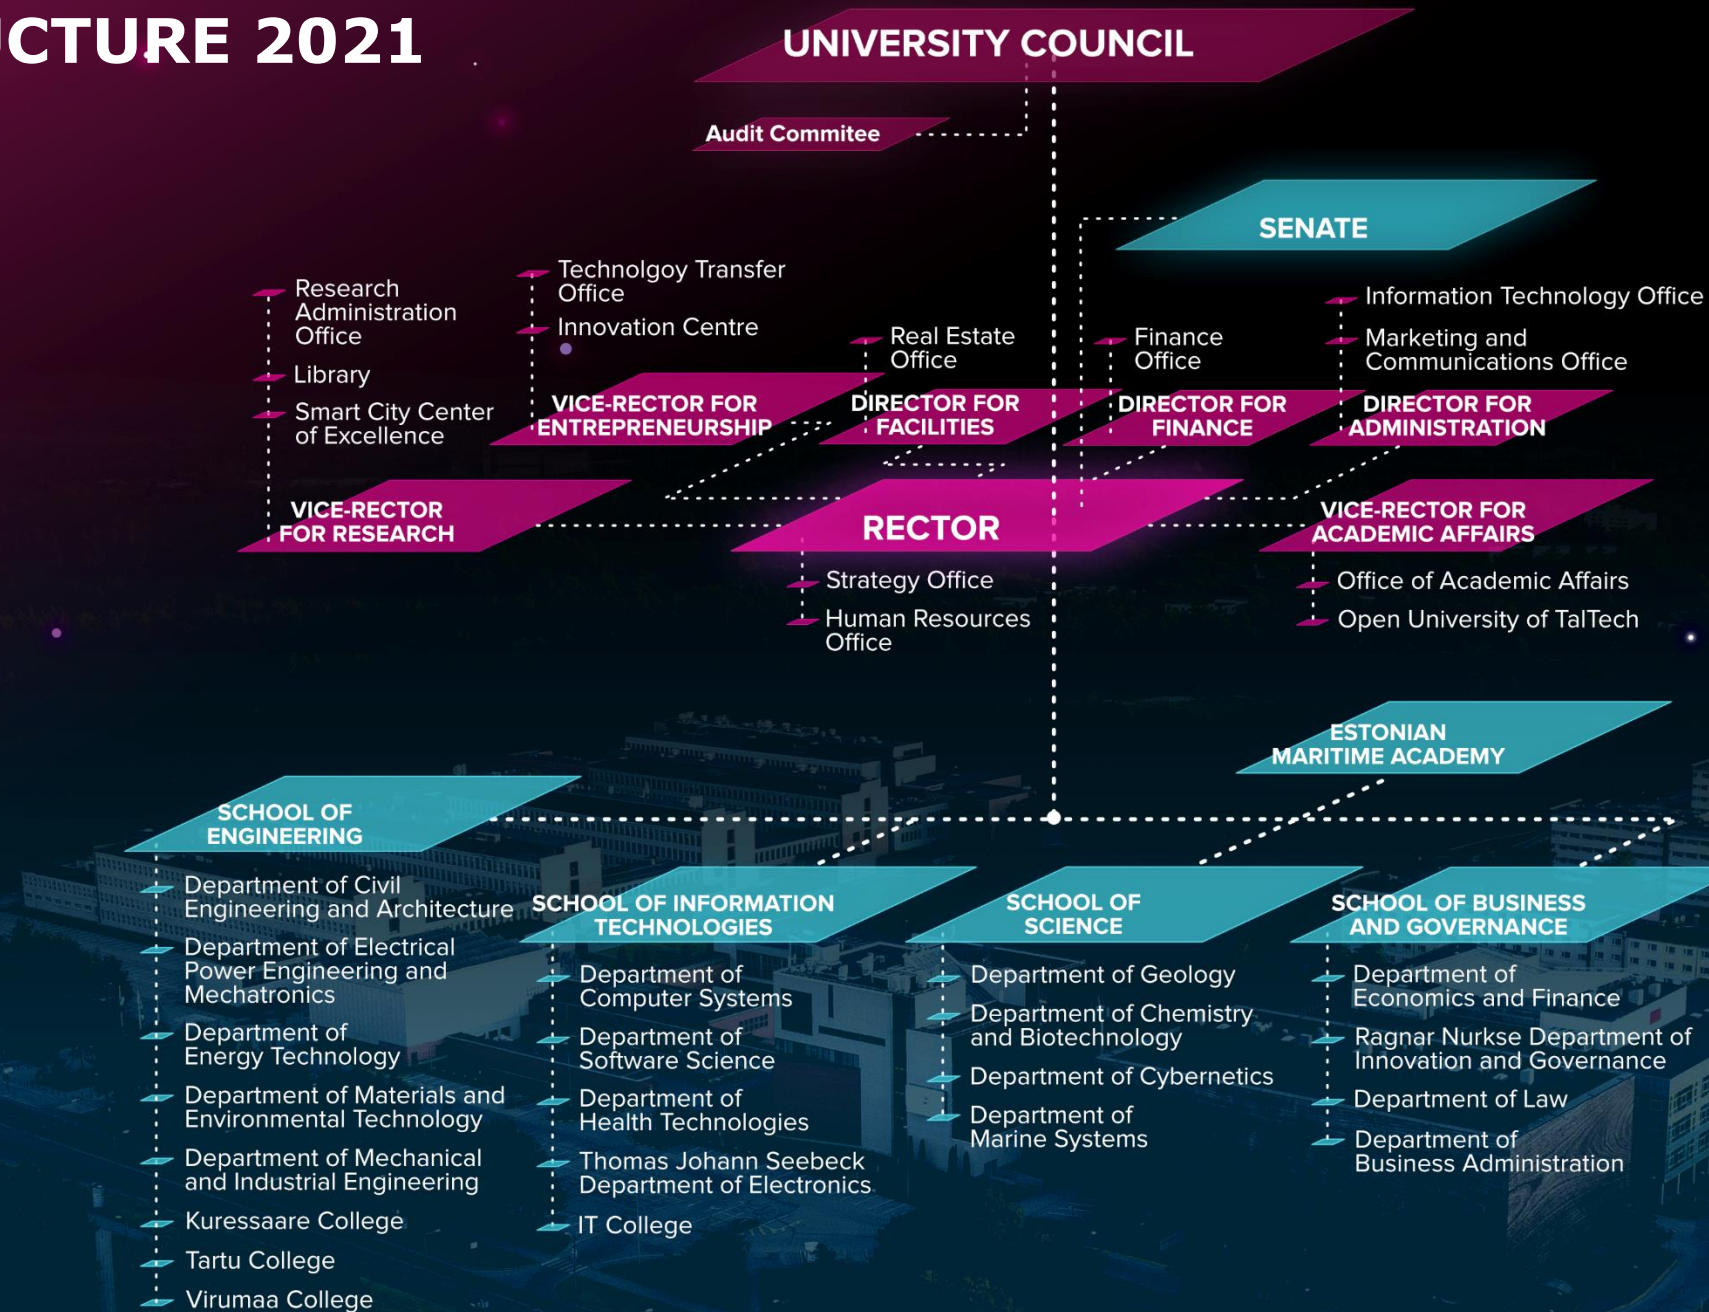 UCTURE 2021
UNIVERSITY COUNCIL
Audit Commitee
SENATE
Research
Administration
Office
Library
Smart City Center
of Excellence
Technolgoy Transfer
Office
Innovation Centre
Real Estate
Office
Finance
Office
Information Technology Office
Marketing and
Communications Office
VICE-RECTOR FOR
ENTREPRENEURSHIP
DIRECTOR FOR
FACILITIES
DIRECTOR FOR
FINANCE
DIRECTOR FOR
ADMINISTRATION
VICE-RECTOR
FOR RESEARCH
RECTOR
VICE-RECTOR FOR
ACADEMIC AFFAIRS
Strategy Office
Human Resources
Office
Office of Academic Affairs
Open University of TalTech
ESTONIAN
MARITIME ACADEMY
SCHOOL OF
ENGINEERING
Department of Civil
Engineering and Architecture
Department of Electrical
Power Engineering and
Mechatronics
Department of
Energy Technology
Department of Materials and
Environmental Technology
Department of Mechanical
and Industrial Engineering
Kuressaare College
Tartu College
Virumaa College
SCHOOL OF INFORMATION
TECHNOLOGIES
Department of
Computer Systems
Department of
Software Science
Department of
Health Technologies
Thomas Johann Seebeck
Department of Electronics
IT College
SCHOOL OF
SCIENCE
Department of Geology
Department of Chemistry
and Biotechnology
Department of Cybernetics
Department of
Marine Systems
SCHOOL OF BUSINESS
AND GOVERNANCE
Department of
Economics and Finance
Ragnar Nurkse Department of
Innovation and Governance
Department of Law
Department of
Business Administration